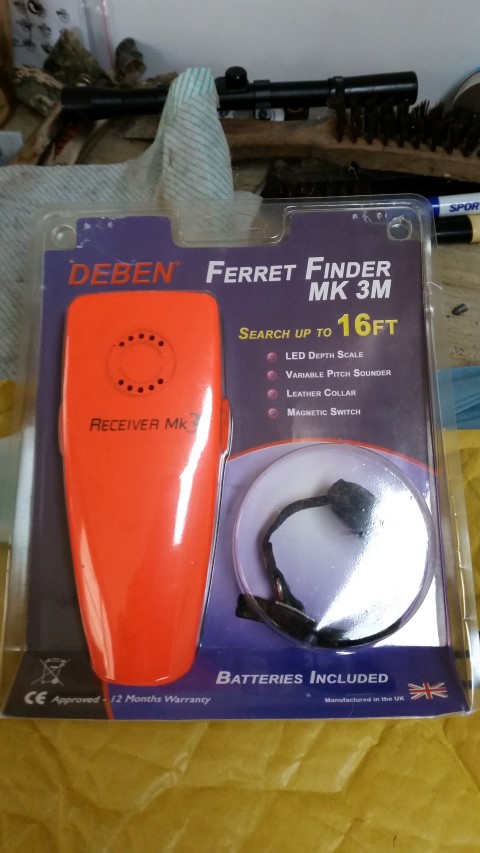 SPOR
DEBEN®
FERRET FINDER
MK 3M
SEARCH UP TO 16FT
LED DEPTH SCALE
VARIABLE PITCH SOUNDER
LEATHER COLLAR
MAGNETIC SWITCH
RECEIVER MK3
BATTERIES INCLUDED
CE Approved - 12 Months Warranty
Manufactured in the UK